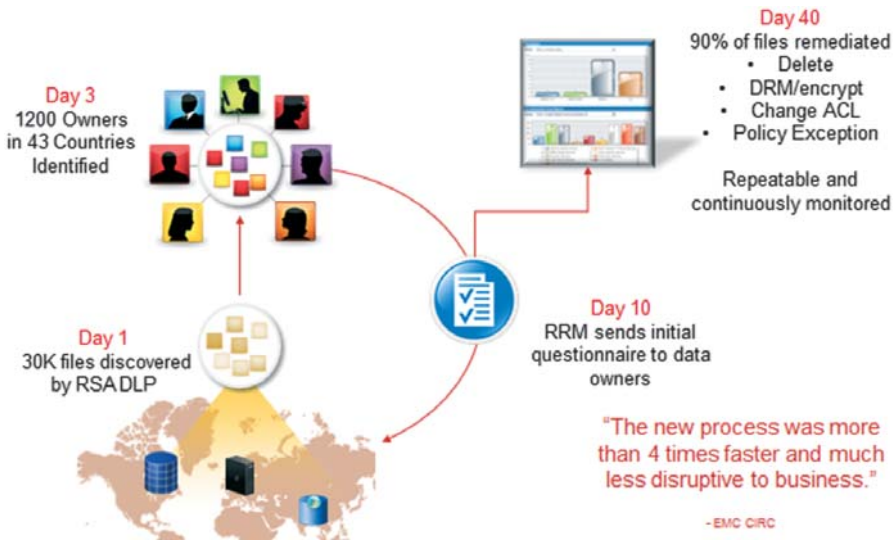 Day 3
1200 Owners
in 43 Countries
Identified
Day 40
90% of files remediated
• Delete
• DRM/encrypt
• Change ACL
• Policy Exception
Repeatable and
continuously monitored
Day 1
30K files discovered
by RSA DLP
Day 10
RRM sends initial
questionnaire to data
owners
“The new process was more
than 4 times faster and much
less disruptive to business.”
- EMC CIRC